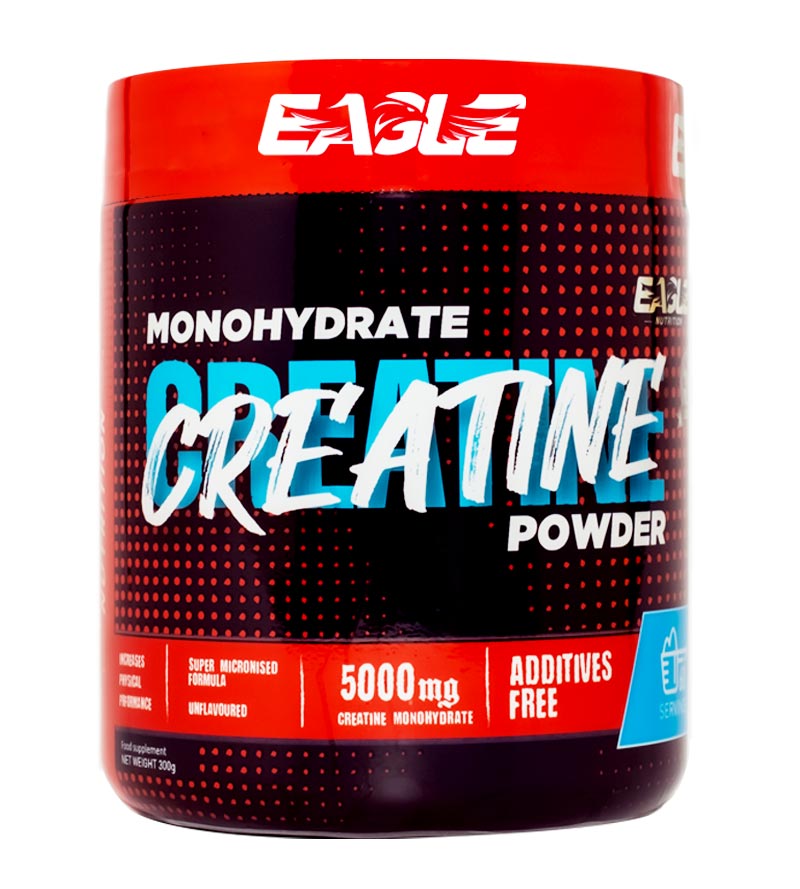 EAGLE
EAGLE
NUTRITION
MONOHYDRATE
CREATINE
CREATINE
POWDER
NUTRITION
INCREASES
PHYSICAL
PERFORMANCE
SUPER MICRONISED
FORMULA
UNFLAVOURED
5000mg
CREATINE MONOHYDRATE
ADDITIVES
FREE
Food supplement
NET WEIGHT 300g